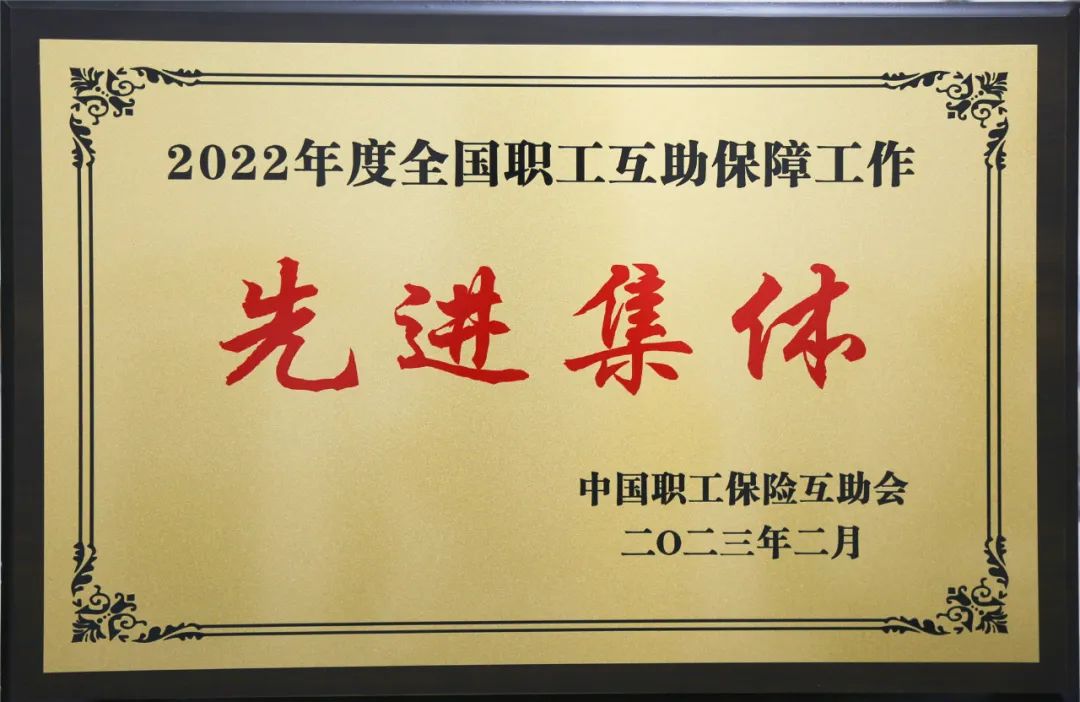 2022年度全国职工互助保障工作
先进集体
中国职工保险互助会
二O二三年二月